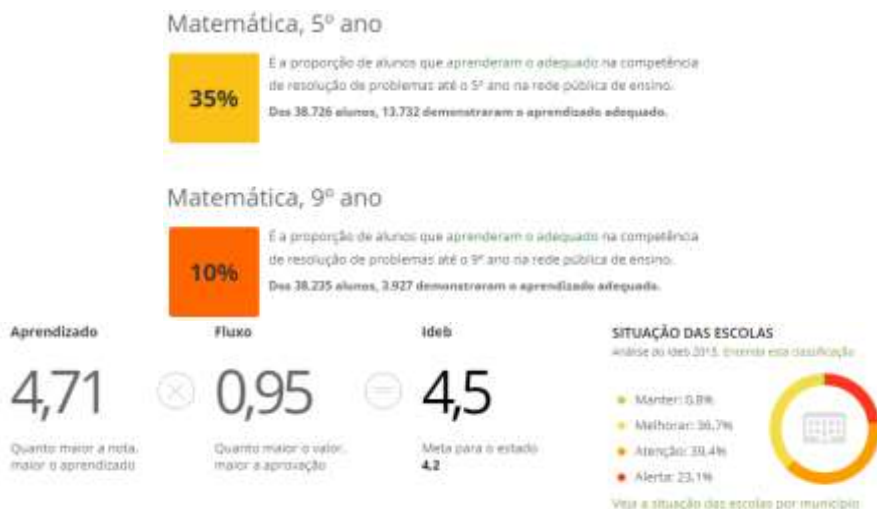 Matemática, 5º ano
35%
É a proporção de alunos que aprenderam o adequado na competência
de resolução de problemas até o 5º ano na rede pública de ensino.
Dos 38.726 alunos, 13.732 demonstraram o aprendizado adequado.
Matemática, 9º ano
10%
É a proporção de alunos que aprenderam o adequado na competência
de resolução de problemas até o 9º ano na rede pública de ensino.
Dos 38.235 alunos, 3.927 demonstraram o aprendizado adequado.
Aprendizado
4,71
Quanto maior a nota,
maior o aprendizado
Fluxo
0,95
Quanto maior o valor,
maior a aprovação
Ideb
4,5
Meta para o estado
4,2
SITUAÇÃO DAS ESCOLAS
Análise do Ideb 2015. Entenda esta classificação
Manter: 0,8%
Melhorar: 36,7%
Atenção: 39,4%
Alerta: 23,1%
Veja a situação das escolas por município